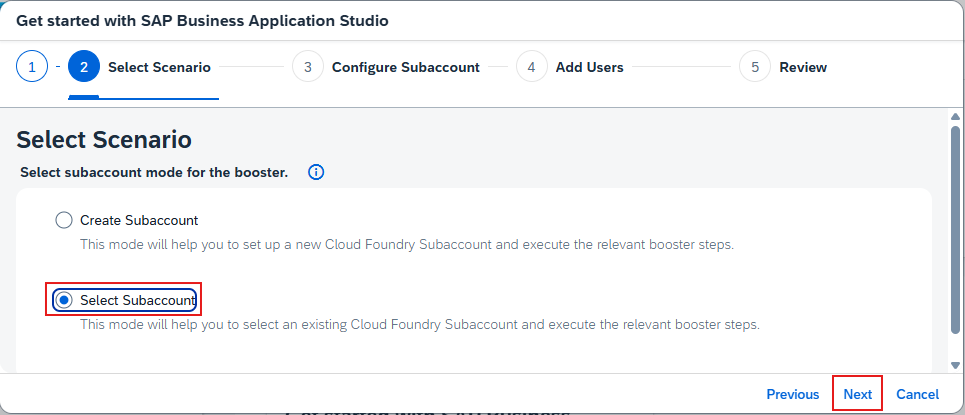 Get started with SAP Business Application Studio
1 2 Select Scenario 3 Configure Subaccount 4 Add Users 5 Review
Select Scenario
Select subaccount mode for the booster.
Create Subaccount
This mode will help you to set up a new Cloud Foundry Subaccount and execute the relevant booster steps.
Select Subaccount
This mode will help you to select an existing Cloud Foundry Subaccount and execute the relevant booster steps.
Previous Next Cancel